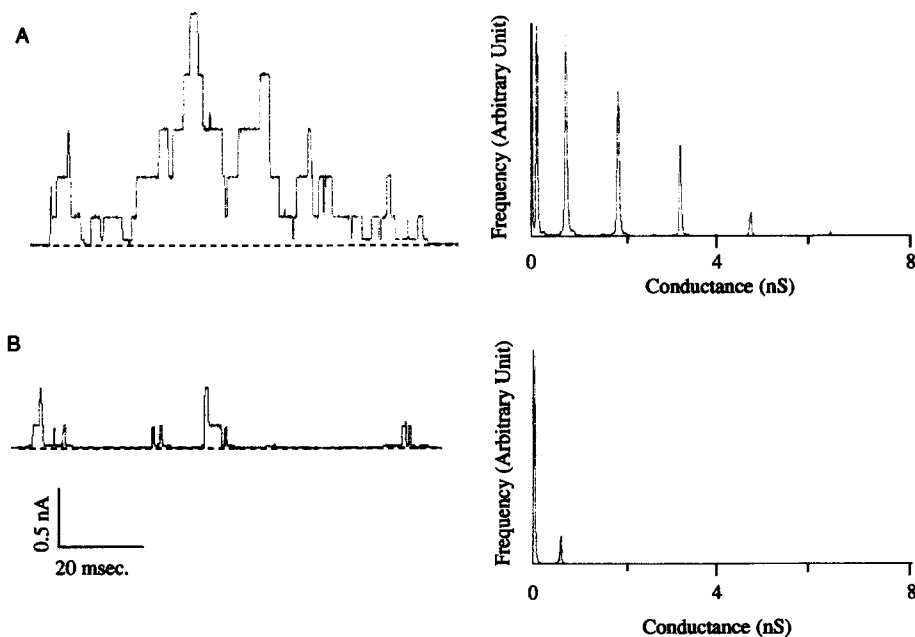 A
Frequency (Arbitrary Unit)
0
4
8
Conductance (nS)
B
0.5 nA
20 msec.
Frequency (Arbitrary Unit)
0
4
8
Conductance (nS)